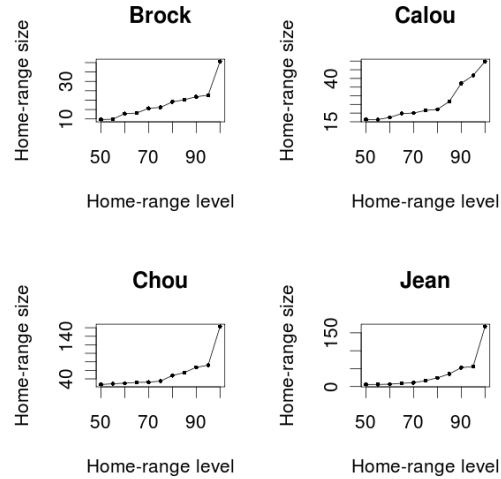 Brock
Home-range size
10 30
50 70 90
Home-range level
Calou
Home-range size
15 40
50 70 90
Home-range level
Chou
Home-range size
40 140
50 70 90
Home-range level
Jean
Home-range size
0 150
50 70 90
Home-range level